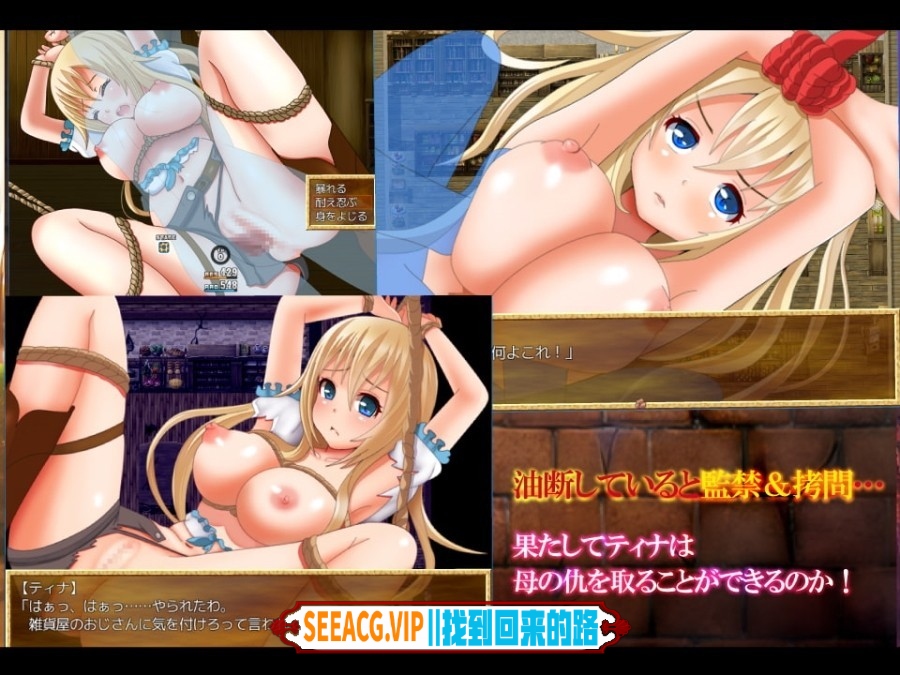 暴れる
耐え忍ぶ
身をよじる
6
129
548
何よこれ！」
油断していると監禁＆拷問…
果たしてティナは
母の仇を取ることができるのか！
【ティナ】
「はぁっ、はぁっ……やられたわ。
雑貨屋のおじさんに気を付けろって言わ
SEEACG.VIP||找到回来的路